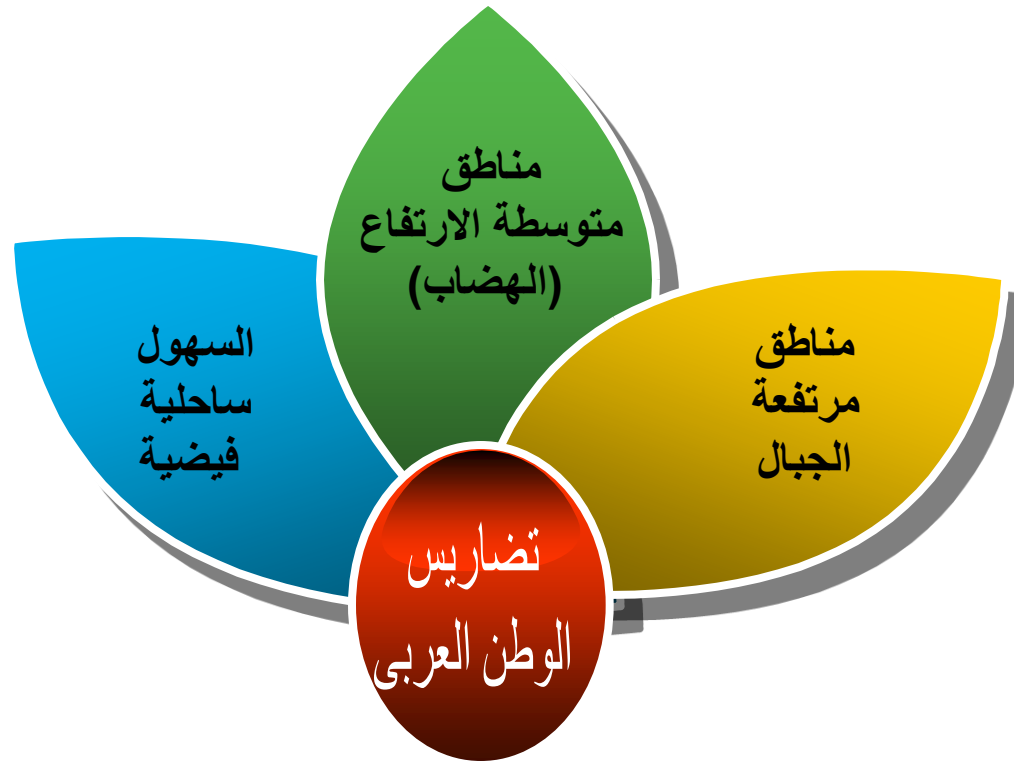 مناطق
متوسطة الارتفاع
(الهضاب)
مناطق
مرتفعة
الجبال
السهول
ساحلية
فيضية
تضاريس
الوطن العربى